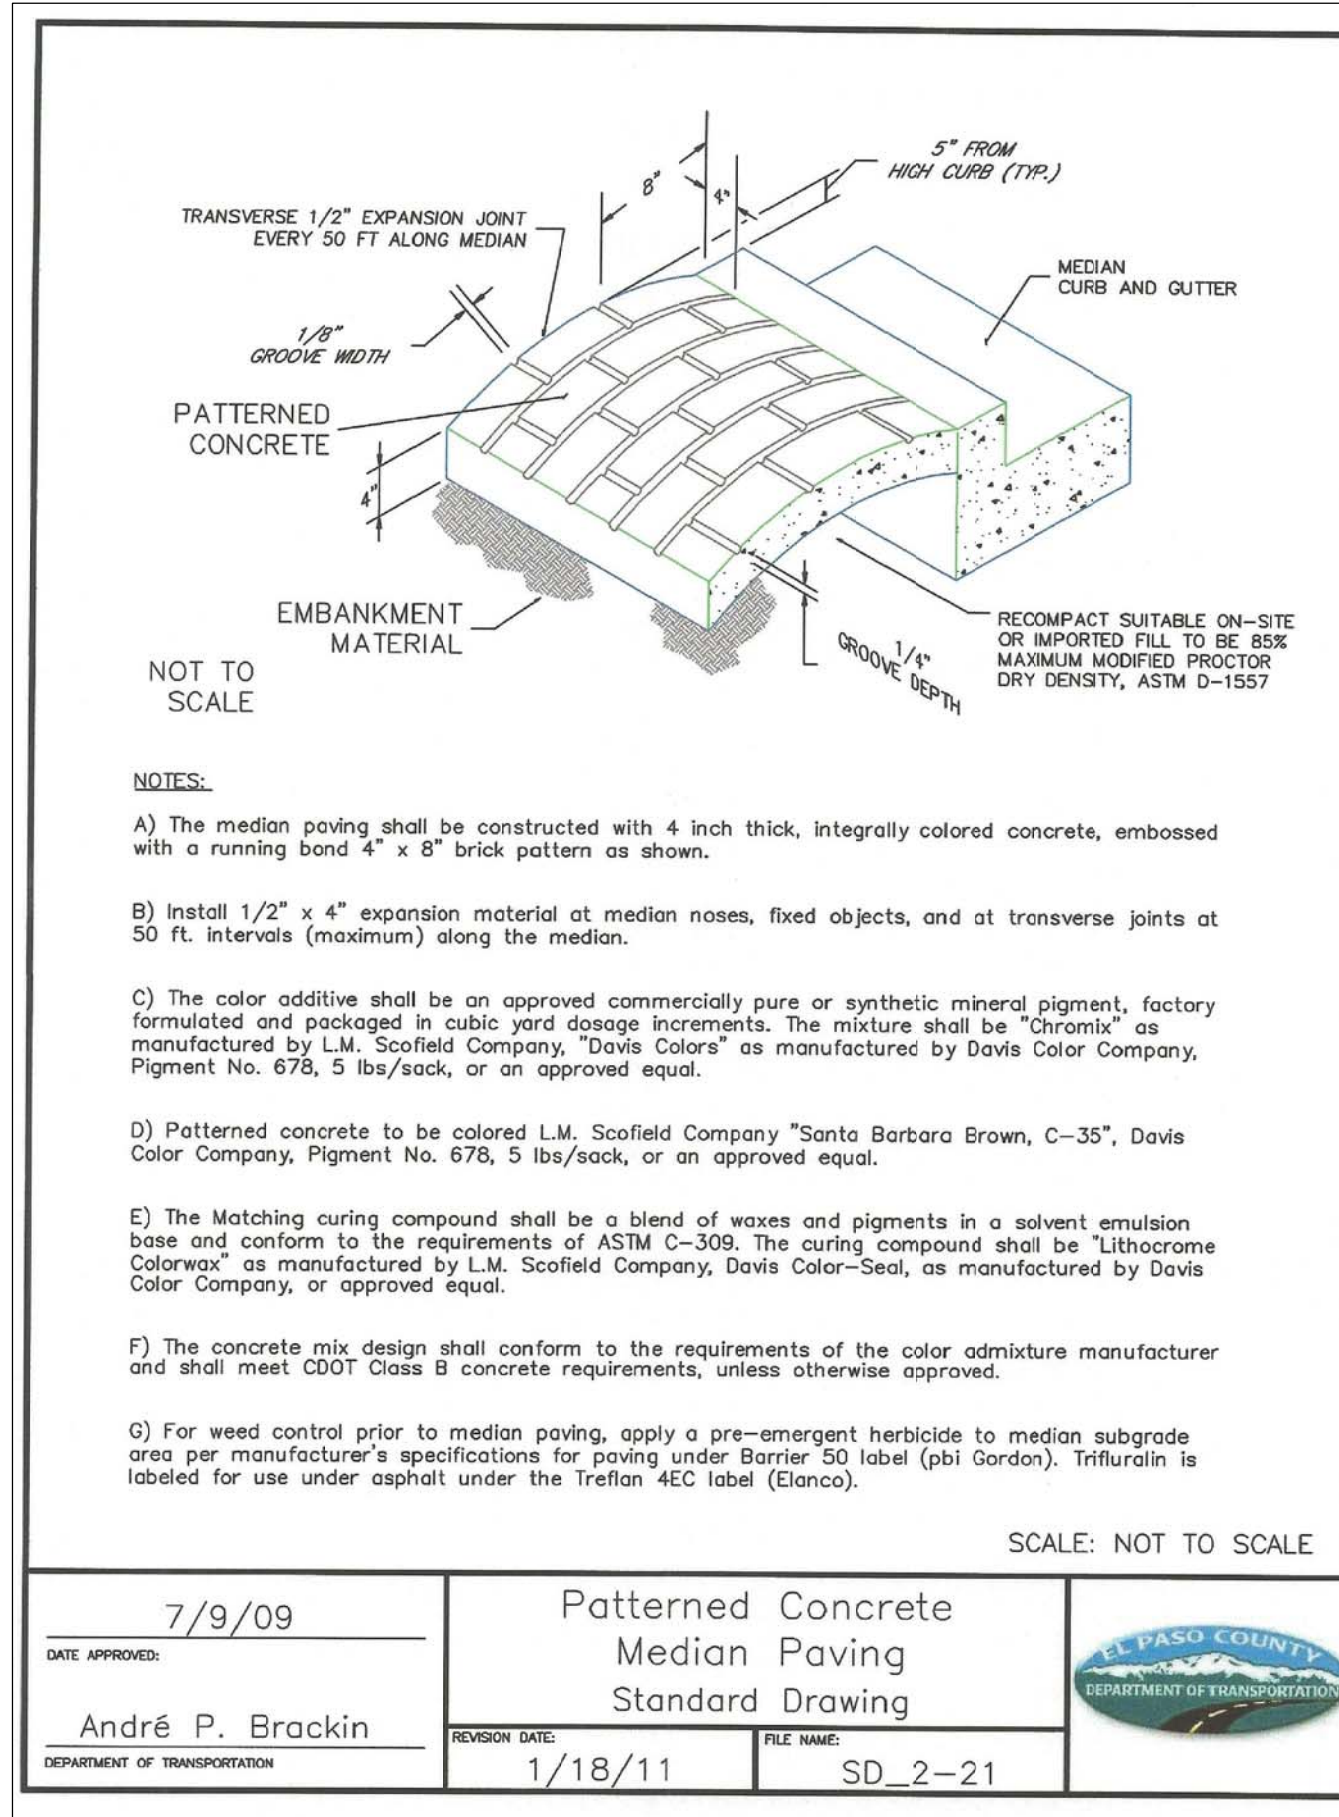 5" FROM
HIGH CURB (TYP.)
8"
4"
TRANSVERSE 1/2" EXPANSION JOINT
EVERY 50 FT ALONG MEDIAN
MEDIAN
CURB AND GUTTER
1/8"
GROOVE WIDTH
PATTERNED
CONCRETE
4"
EMBANKMENT
MATERIAL
NOT TO
SCALE
1/4"
GROOVE DEPTH
RECOMPACT SUITABLE ON-SITE
OR IMPORTED FILL TO BE 85%
MAXIMUM MODIFIED PROCTOR
DRY DENSITY, ASTM D-1557
NOTES:
A) The median paving shall be constructed with 4 inch thick, integrally colored concrete, embossed
with a running bond 4" x 8" brick pattern as shown.
B) Install 1/2" x 4" expansion material at median noses, fixed objects, and at transverse joints at
50 ft. intervals (maximum) along the median.
C) The color additive shall be an approved commercially pure or synthetic mineral pigment, factory
formulated and packaged in cubic yard dosage increments. The mixture shall be "Chromix" as
manufactured by L.M. Scofield Company, "Davis Colors" as manufactured by Davis Color Company,
Pigment No. 678, 5 lbs/sack, or an approved equal.
D) Patterned concrete to be colored L.M. Scofield Company "Santa Barbara Brown, C-35", Davis
Color Company, Pigment No. 678, 5 lbs/sack, or an approved equal.
E) The Matching curing compound shall be a blend of waxes and pigments in a solvent emulsion
base and conform to the requirements of ASTM C-309. The curing compound shall be "Lithocrome
Colorwax" as manufactured by L.M. Scofield Company, Davis Color-Seal, as manufactured by Davis
Color Company, or approved equal.
F) The concrete mix design shall conform to the requirements of the color admixture manufacturer
and shall meet CDOT Class B concrete requirements, unless otherwise approved.
G) For weed control prior to median paving, apply a pre-emergent herbicide to median subgrade
area per manufacturer's specifications for paving under Barrier 50 label (pbi Gordon). Trifluralin is
labeled for use under asphalt under the Treflan 4EC label (Elanco).
SCALE: NOT TO SCALE
7/9/09
DATE APPROVED:
André P. Brackin
DEPARTMENT OF TRANSPORTATION
Patterned Concrete
Median Paving
Standard Drawing
REVISION DATE:
1/18/11
FILE NAME:
SD_2-21
EL PASO COUNTY
DEPARTMENT OF TRANSPORTATION